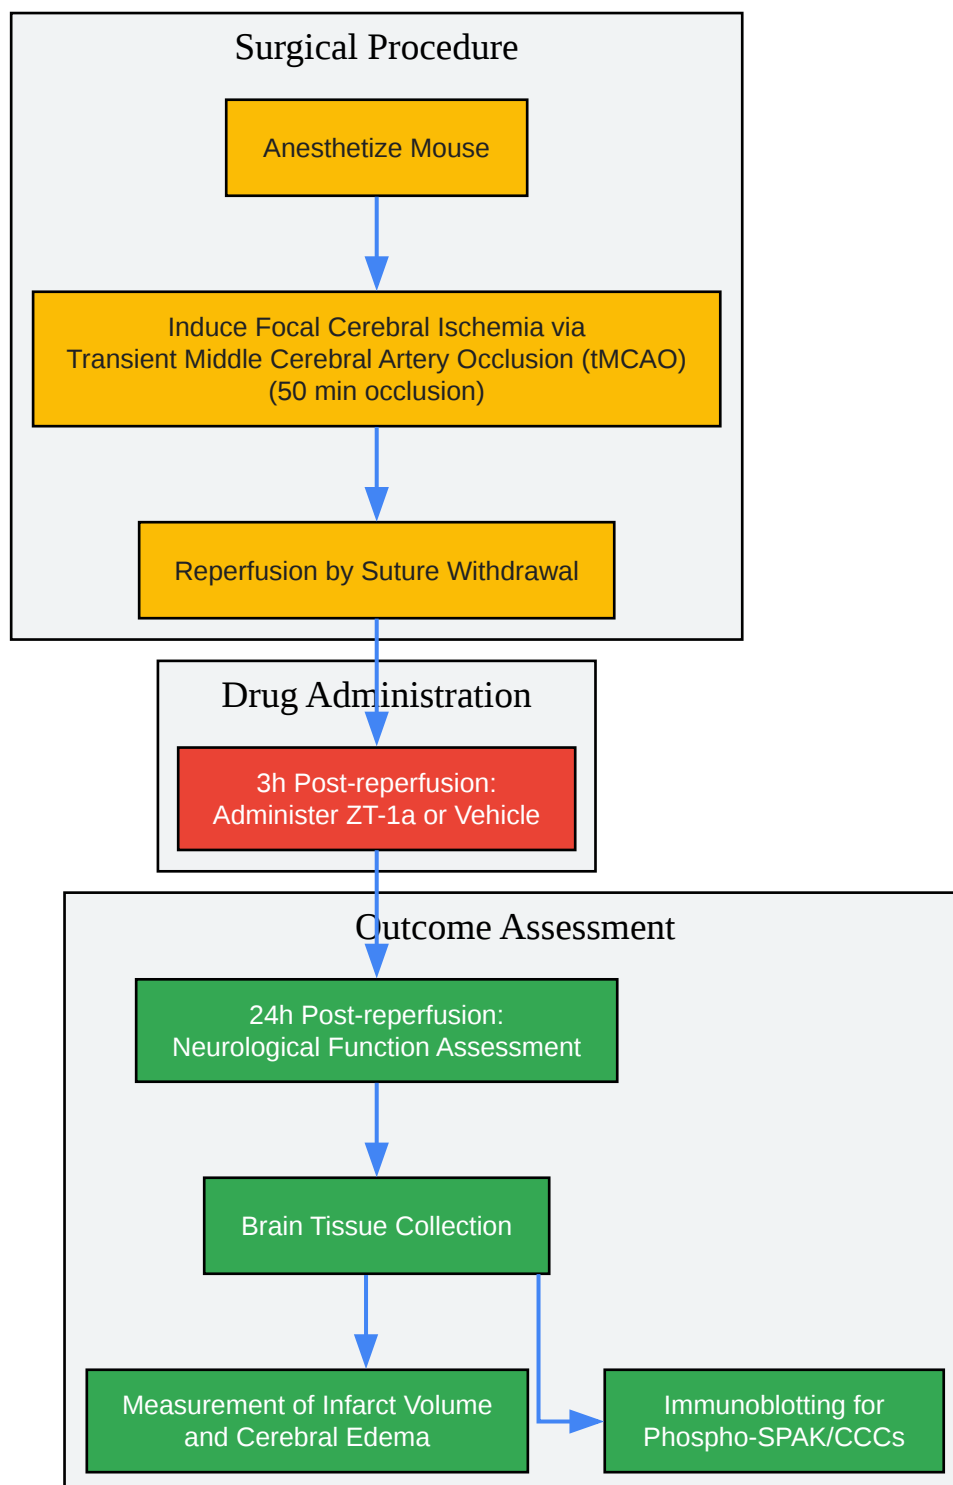 Surgical Procedure
Anesthetize Mouse
Induce Focal Cerebral Ischemia via
Transient Middle Cerebral Artery Occlusion (tMCAO)
(50 min occlusion)
Reperfusion by Suture Withdrawal
Drug Administration
3h Post-reperfusion:
Administer ZT-1a or Vehicle
Outcome Assessment
24h Post-reperfusion:
Neurological Function Assessment
Brain Tissue Collection
Measurement of Infarct Volume
and Cerebral Edema
Immunoblotting for
Phospho-SPAK/CCCs